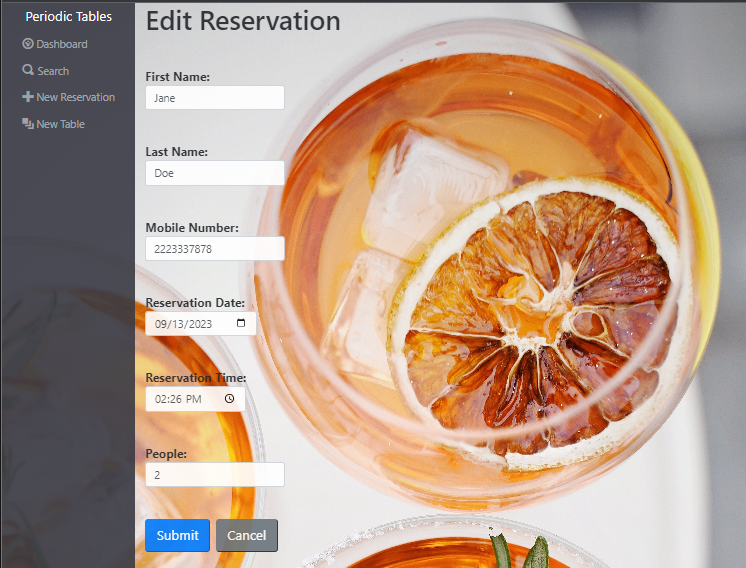 Periodic Tables
Dashboard
Search
New Reservation
New Table
Edit Reservation
First Name:
Jane
Last Name:
Doe
Mobile Number:
2223337878
Reservation Date:
09/13/2023
Reservation Time:
02:26 PM
People:
2
Submit Cancel